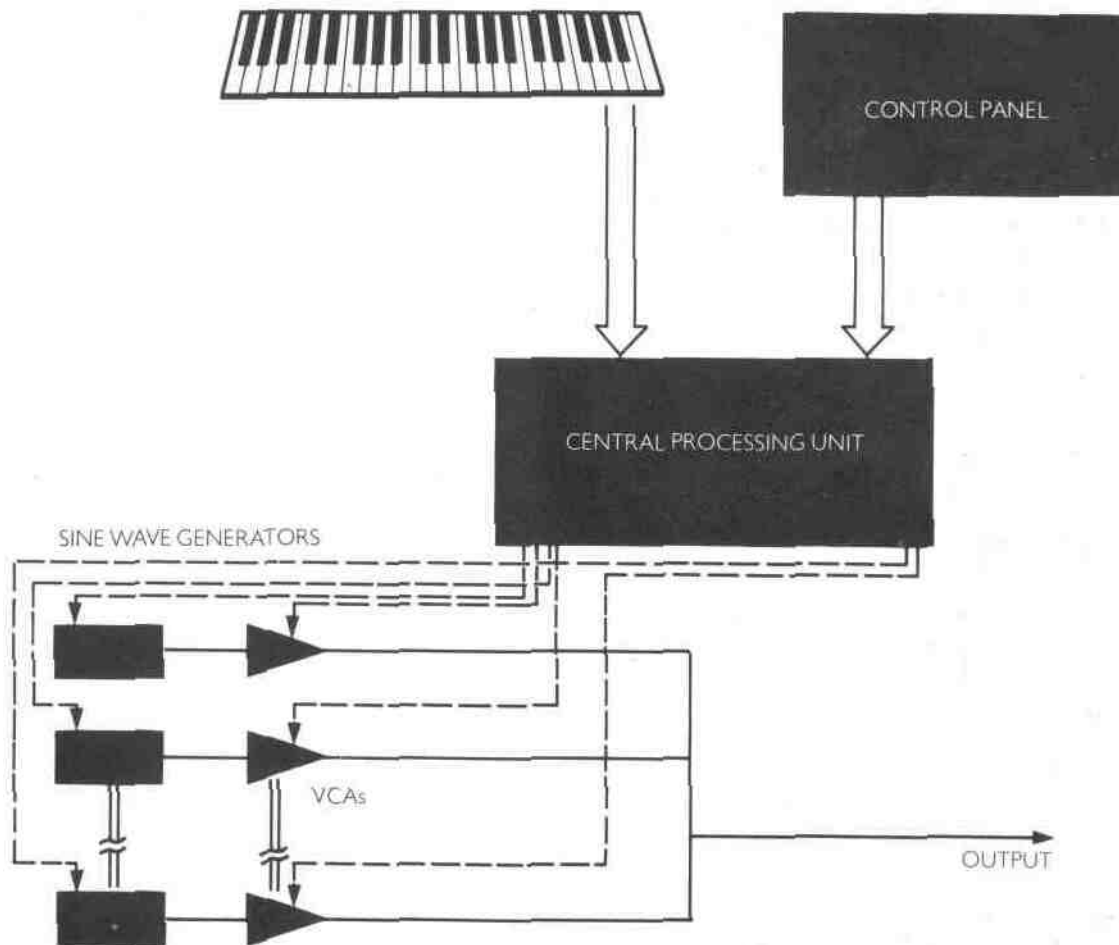 CONTROL PANEL
CENTRAL PROCESSING UNIT
SINE WAVE GENERATORS
VCAs
OUTPUT